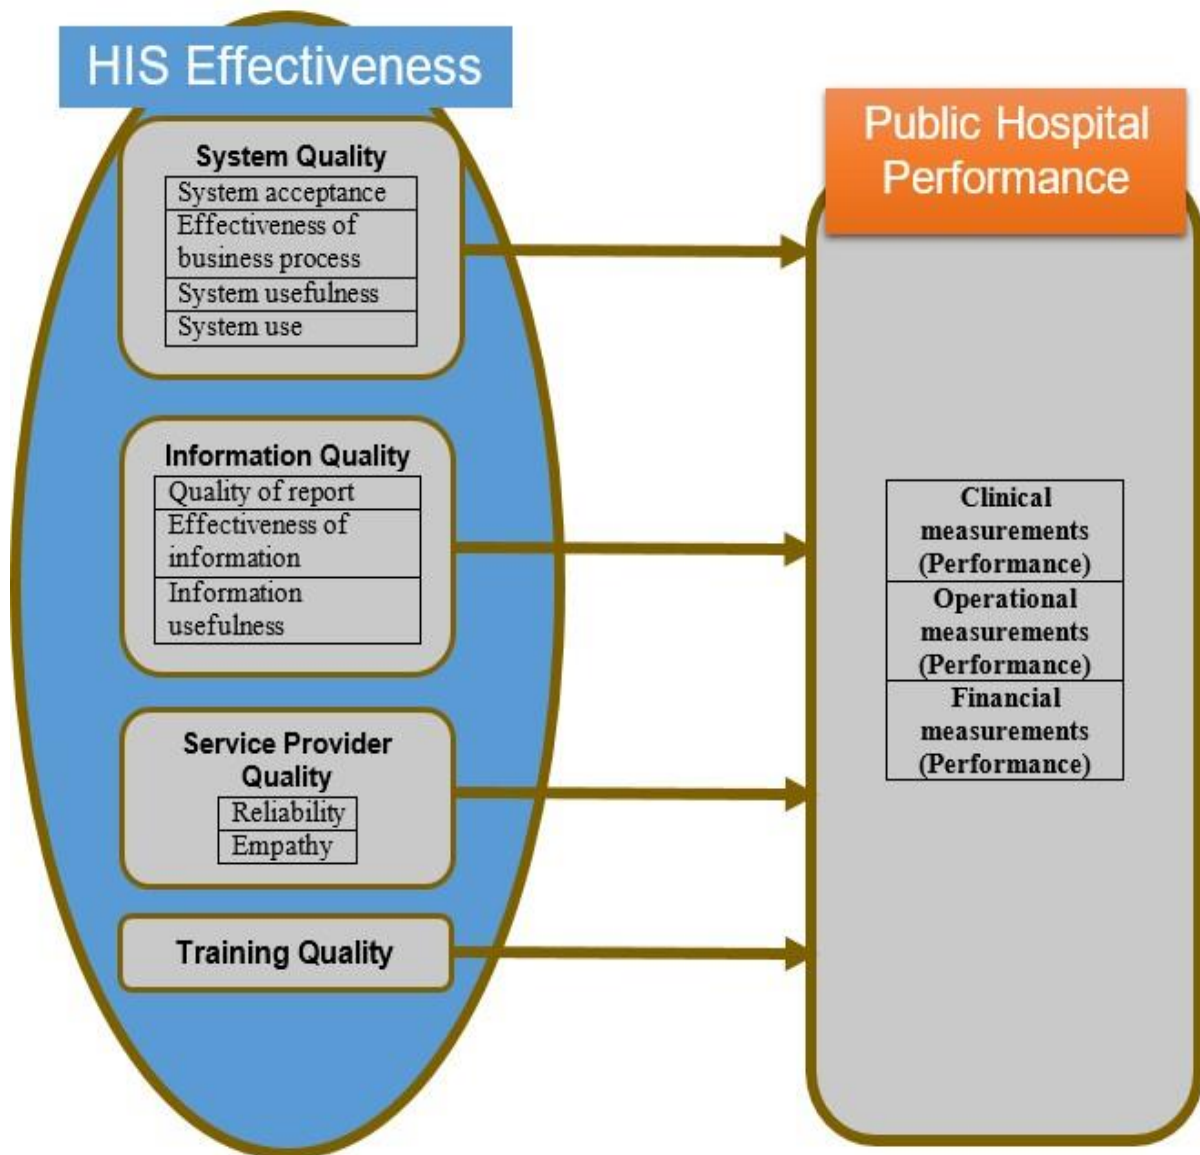 HIS Effectiveness
System Quality
System acceptance
Effectiveness of
business process
System usefulness
System use
Information Quality
Quality of report
Effectiveness of
information
Information
usefulness
Service Provider
Quality
Reliability
Empathy
Training Quality
Public Hospital
Performance
Clinical
measurements
(Performance)
Operational
measurements
(Performance)
Financial
measurements
(Performance)